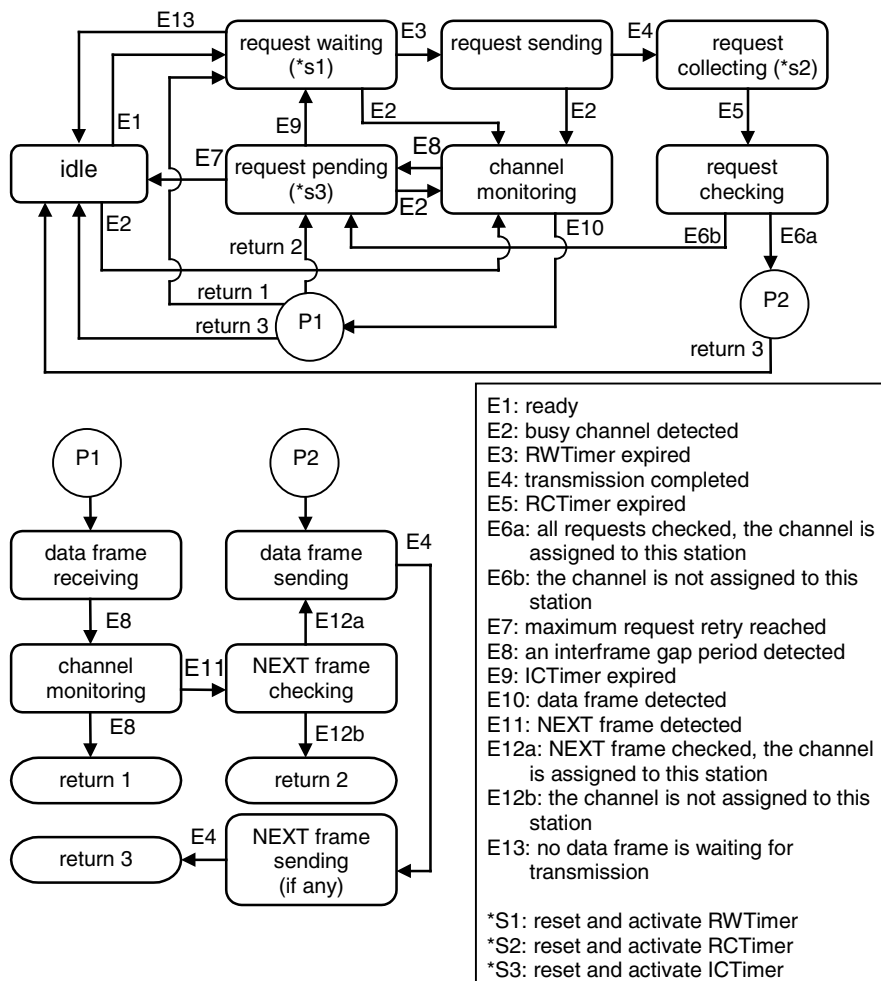 E13
request waiting
(*s1)
E3
request sending
E4
request
collecting (*s2)
E1
E9
E2
E2
E5
idle
E7
request pending
(*s3)
E8
E2
channel
monitoring
request
checking
E2
return 2
E10
E6b
E6a
return 1
return 3
P1
P2
return 3
P1
P2
data frame
receiving
data frame
sending
E4
E8
E12a
channel
monitoring
E11
NEXT frame
checking
E8
E12b
return 1
return 2
return 3
E4
NEXT frame
sending
(if any)
E1: ready
E2: busy channel detected
E3: RWTimer expired
E4: transmission completed
E5: RCTimer expired
E6a: all requests checked, the channel is
assigned to this station
E6b: the channel is not assigned to this
station
E7: maximum request retry reached
E8: an interframe gap period detected
E9: ICTimer expired
E10: data frame detected
E11: NEXT frame detected
E12a: NEXT frame checked, the channel
is assigned to this station
E12b: the channel is not assigned to this
station
E13: no data frame is waiting for
transmission
*S1: reset and activate RWTimer
*S2: reset and activate RCTimer
*S3: reset and activate ICTimer